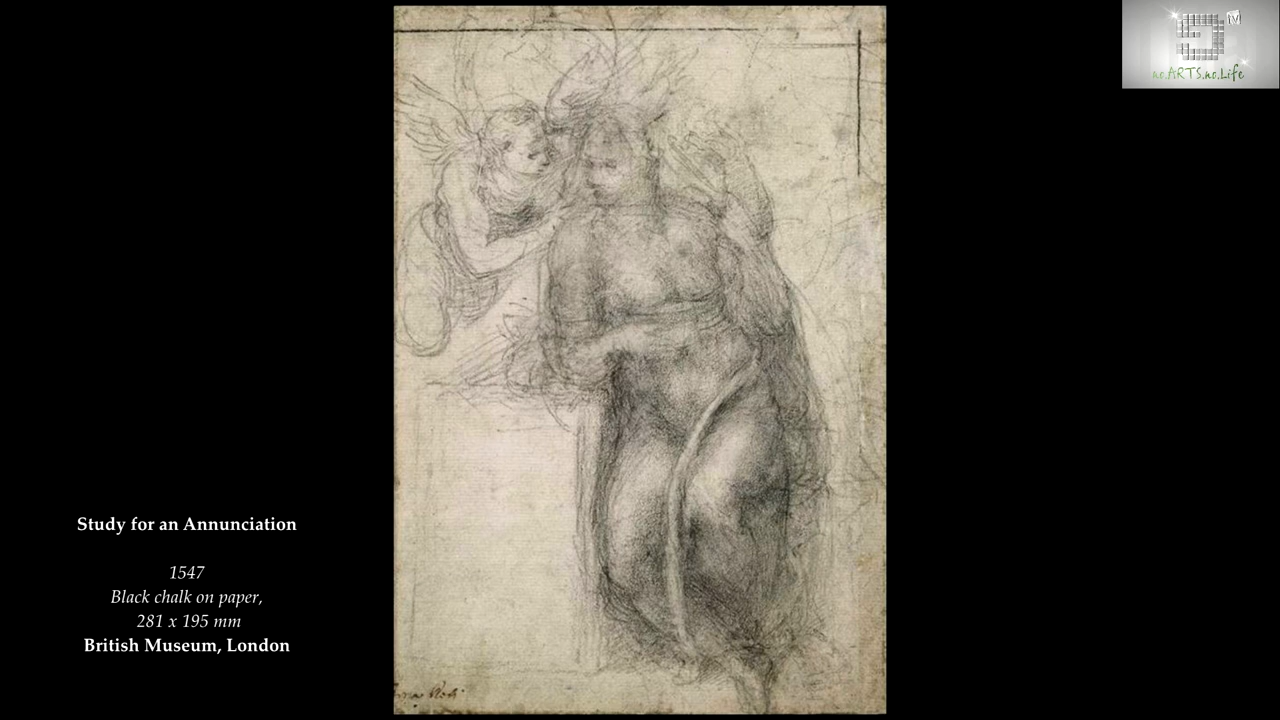 no.ARTS.no.Life
Study for an Annunciation
1547
Black chalk on paper,
281 x 195 mm
British Museum, London